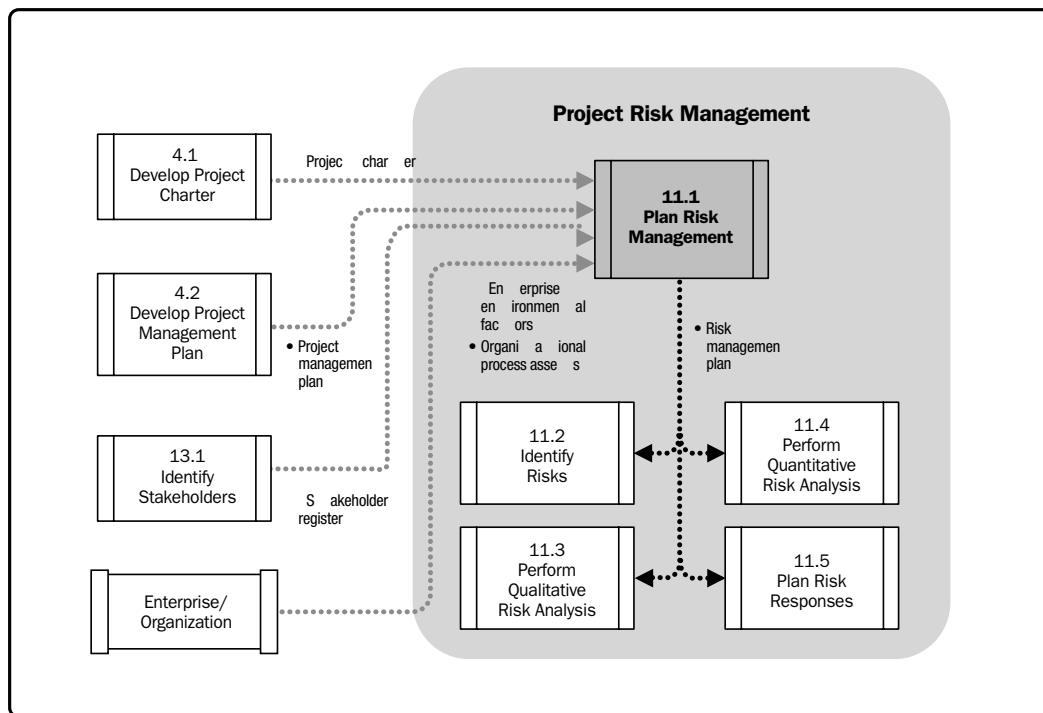 Project Risk Management
4.1
Develop Project
Charter
Projec char er
11.1
Plan Risk
Management
4.2
Develop Project
Management
Plan
• Project
managemen
plan
En erprise
en ironmen al
fac ors
• Organi a ional
process asse s
• Risk
managemen
plan
13.1
Identify
Stakeholders
S akeholder
register
11.2
Identify
Risks
11.4
Perform
Quantitative
Risk Analysis
11.3
Perform
Qualitative
Risk Analysis
11.5
Plan Risk
Responses
Enterprise/
Organization